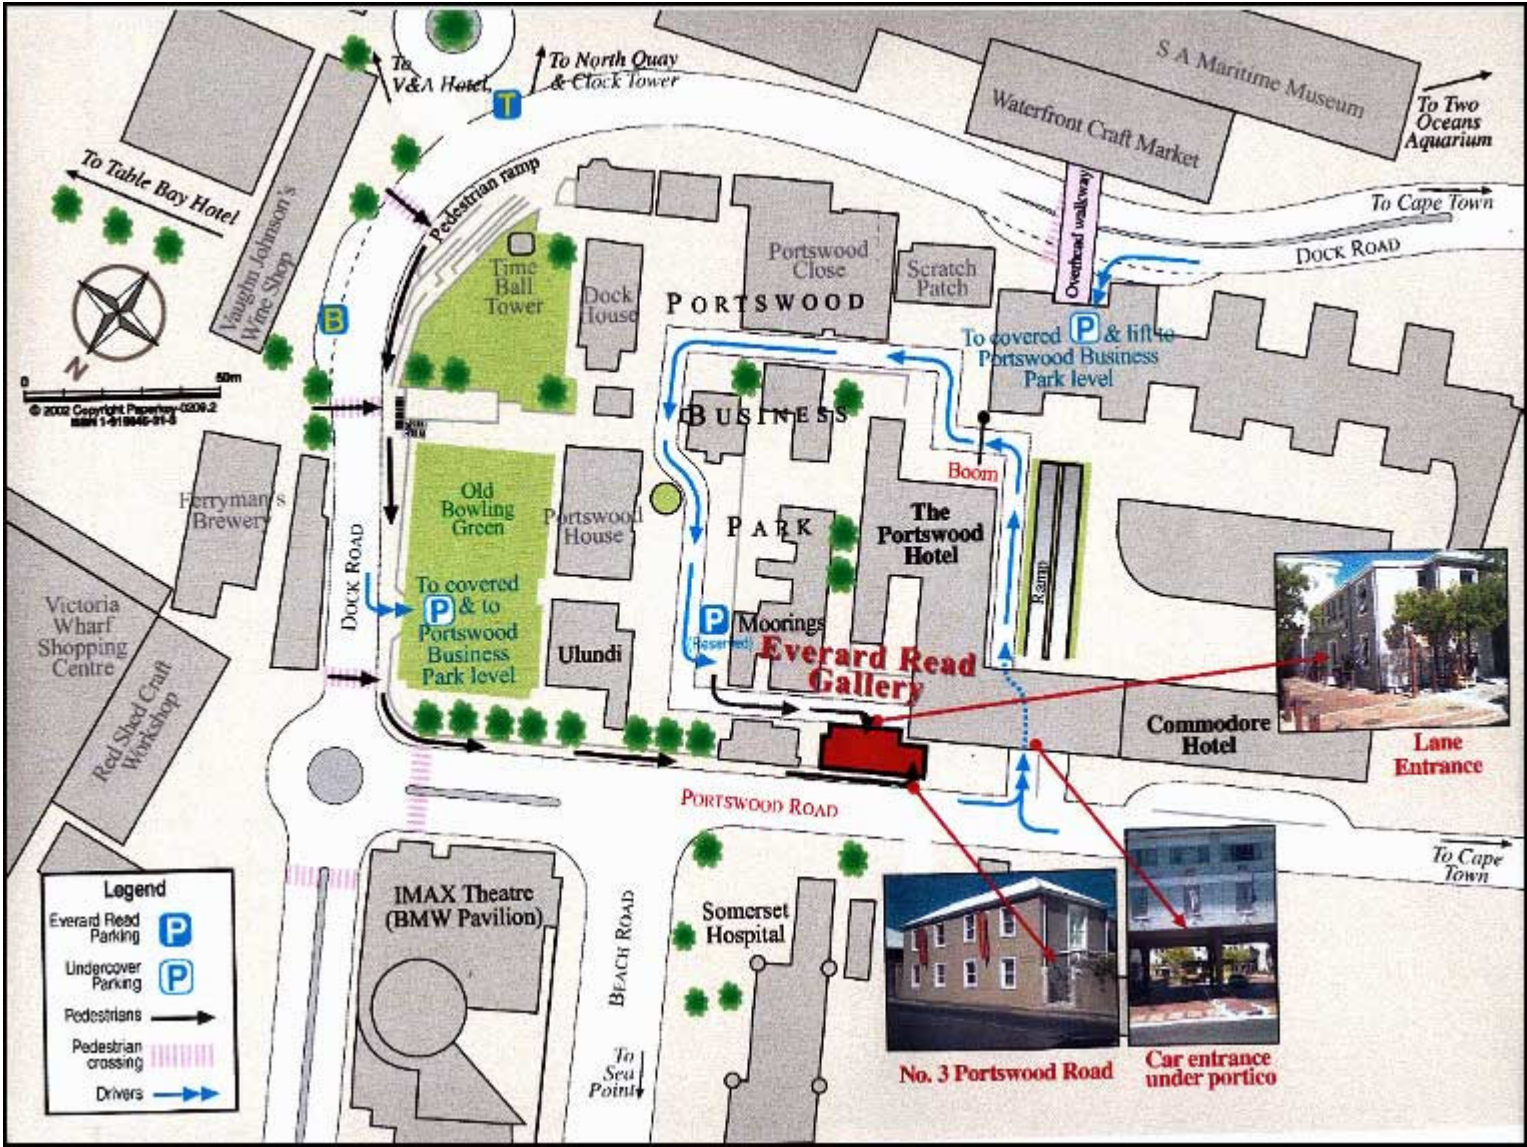 To
V&A Hotel,
To North Quay
& Clock Tower
T
S A Maritime Museum
Waterfront Craft Market
To Two
Oceans
Aquarium
To Cape Town
DOCK ROAD
Overhead walkway
To Table Bay Hotel
Vaughn Johnson's
Wine Shop
Pedestrian ramp
B
Time
Ball
Tower
Dock
House
Portswood
Close
Scratch
Patch
PORTSWOOD
BUSINESS
PARK
To covered P & lift to
Portswood Business
Park level
N
0 50m
© 2002 Copyright Paperkey-0209.2
Boom
Ferryman's
Brewery
Old
Bowling
Green
Portswood
House
The
Portswood
Hotel
Ramp
DOCK ROAD
To covered
P & to
Portswood
Business
Park level
Victoria
Wharf
Shopping
Centre
Red Shed Craft
Workshop
Ulundi
P
(Reserved)
Moorings
Everard Read
Gallery
Commodore
Hotel
Lane
Entrance
PORTSWOOD ROAD
To Cape
Town
IMAX Theatre
(BMW Pavilion)
BEACH ROAD
Somerset
Hospital
To
Sea
Point
No. 3 Portswood Road
Car entrance
under portico
Legend
Everard Read
Parking
P
Undercover
Parking
P
Pedestrians
Pedestrian
crossing
Drivers